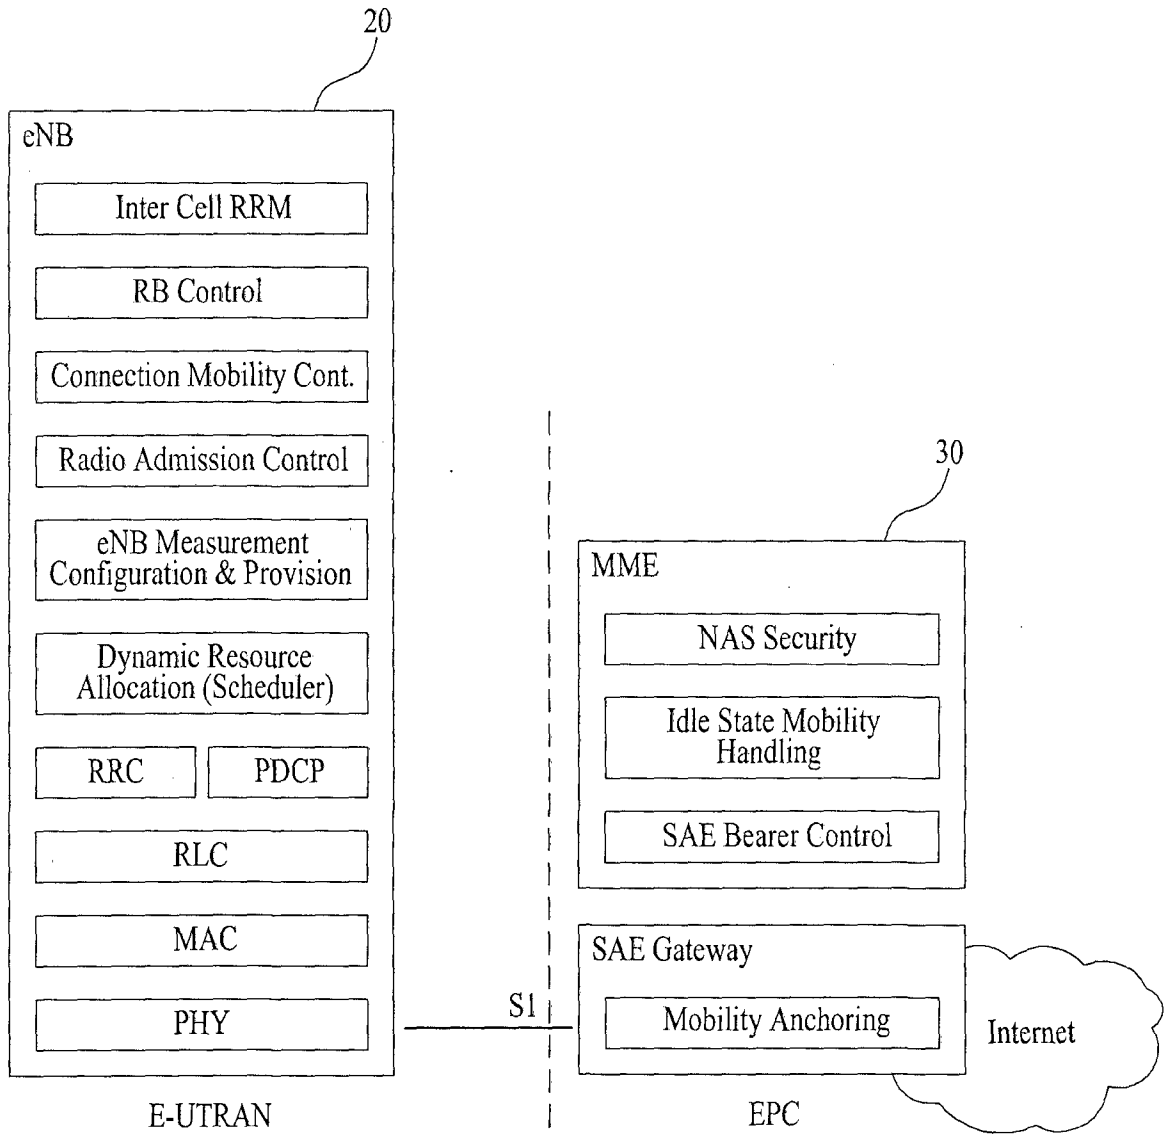 20
eNB
Inter Cell RRM
RB Control
Connection Mobility Cont.
Radio Admission Control
eNB Measurement
Configuration & Provision
Dynamic Resource
Allocation (Scheduler)
RRC
PDCP
RLC
MAC
PHY
E-UTRAN
S1
30
MME
NAS Security
Idle State Mobility
Handling
SAE Bearer Control
SAE Gateway
Mobility Anchoring
Internet
EPC